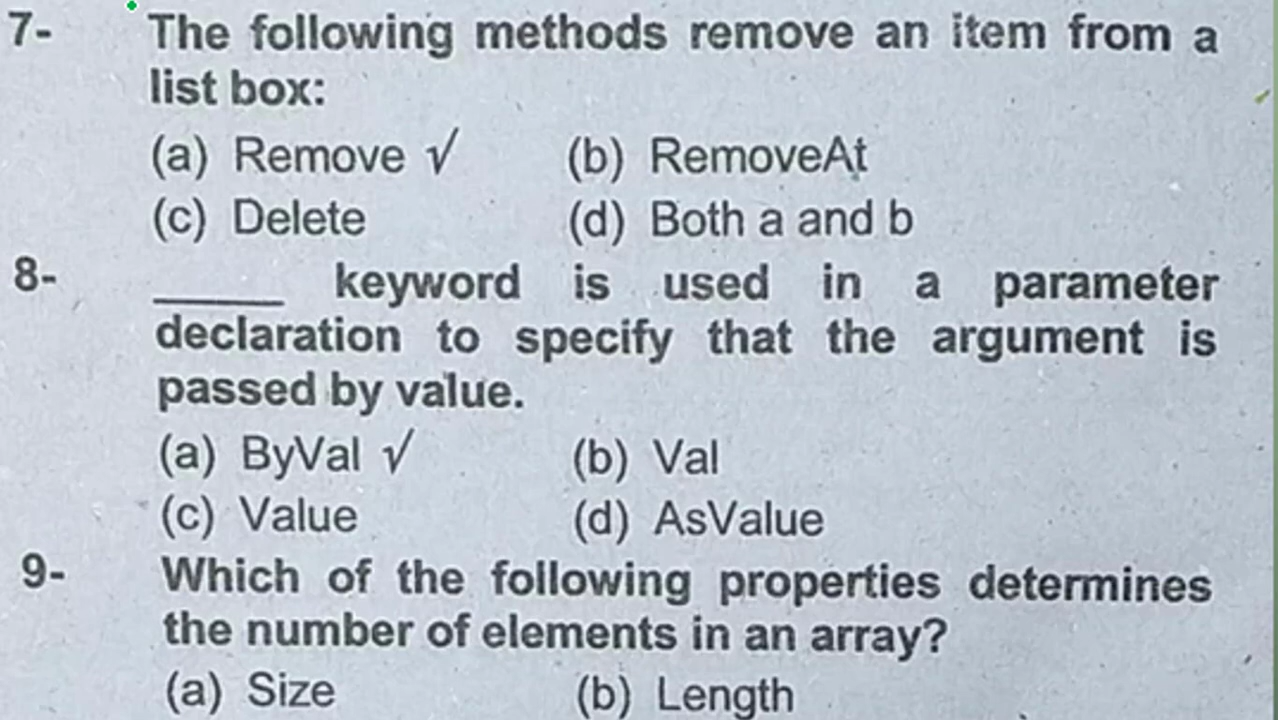 7- The following methods remove an item from a
list box:
(a) Remove √ (b) RemoveAt
(c) Delete (d) Both a and b
8- ______ keyword is used in a parameter
declaration to specify that the argument is
passed by value.
(a) ByVal √ (b) Val
(c) Value (d) AsValue
9- Which of the following properties determines
the number of elements in an array?
(a) Size (b) Length